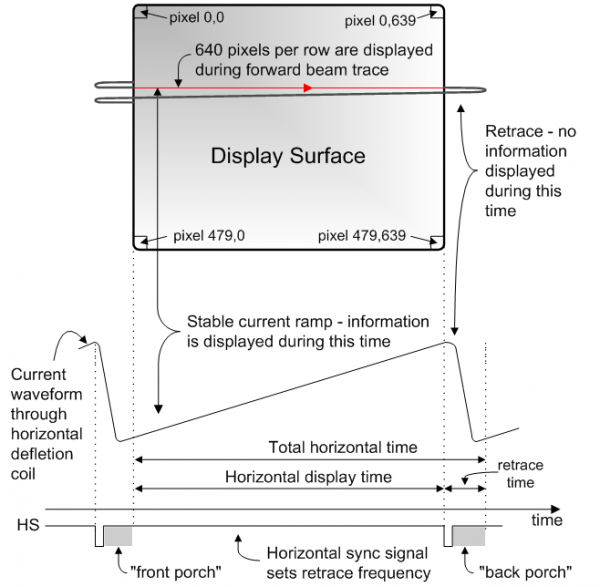 pixel 0,0
pixel 0,639
640 pixels per row are displayed
during forward beam trace
Retrace - no
information
displayed
during this
time
Display Surface
pixel 479,0
pixel 479,639
Stable current ramp - information
is displayed during this time
Current
waveform
through
horizontal
defletion
coil
Total horizontal time
Horizontal display time
retrace
time
HS
time
"front porch"
Horizontal sync signal
sets retrace frequency
"back porch"